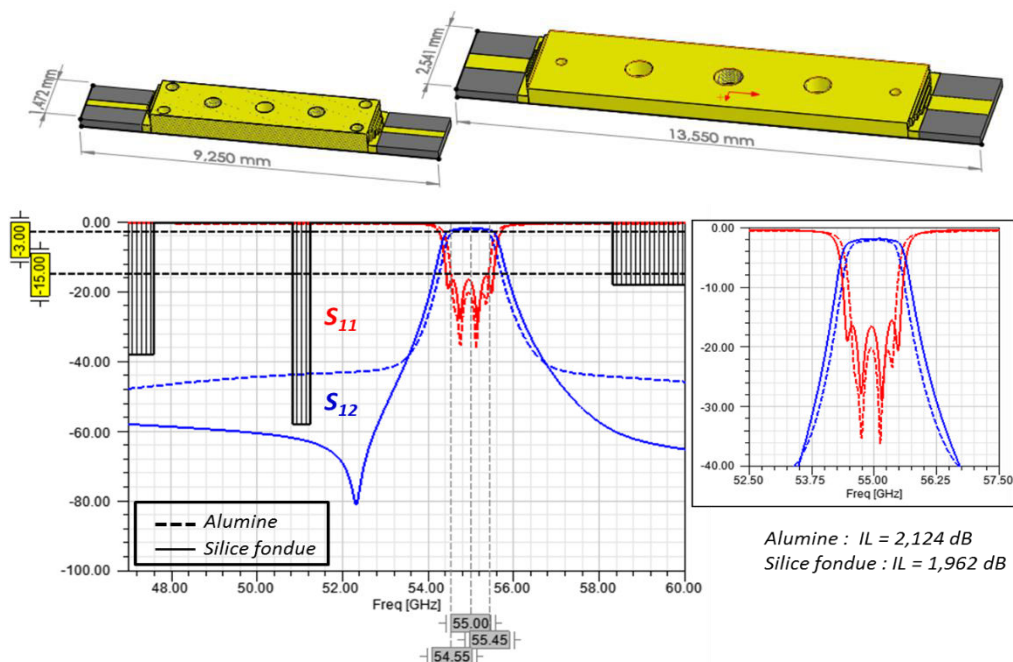 1,472 mm
9,250 mm
2,541 mm
13,550 mm
-3.00
-15.00
0.00
-20.00
-40.00
-60.00
-80.00
-100.00
S11
S12
Alumine
Silice fondue
48.00 50.00 52.00 54.00 56.00 58.00 60.00
Freq [GHz]
55.00
55.45
54.55
0.00
-10.00
-20.00
-30.00
-40.00
52.50 53.75 55.00 56.25 57.50
Freq [GHz]
Alumine : IL = 2,124 dB
Silice fondue : IL = 1,962 dB